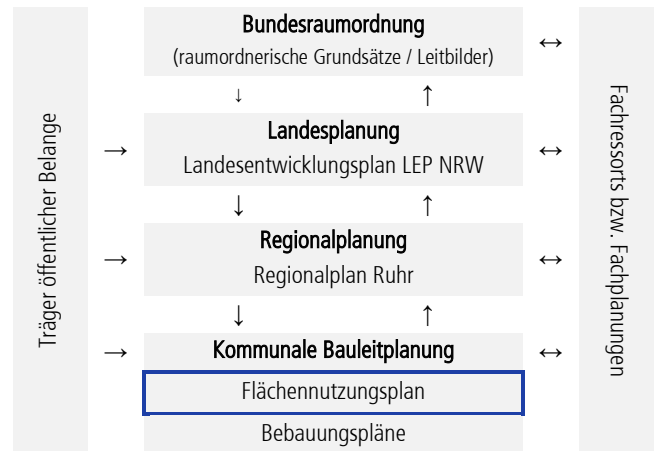 Bundesraumordnung
(raumordnerische Grundsätze / Leitbilder)
↔
↓ ↑
Landesplanung
Landesentwicklungsplan LEP NRW
→ ↔
↓ ↑
Regionalplanung
Regionalplan Ruhr
→ ↔
↓ ↑
Kommunale Bauleitplanung
→ ↔
Flächennutzungsplan
Bebauungspläne
Träger öffentlicher Belange
Fachressorts bzw. Fachplanungen